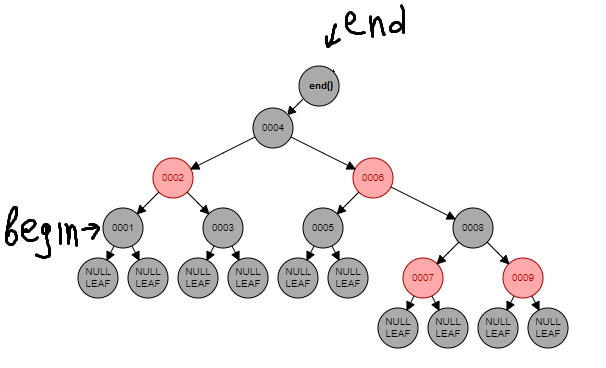 end
end()
0004
0002
0006
begin
0001
0003
0005
0008
NULL
LEAF
NULL
LEAF
NULL
LEAF
NULL
LEAF
NULL
LEAF
NULL
LEAF
0007
0009
NULL
LEAF
NULL
LEAF
NULL
LEAF
NULL
LEAF